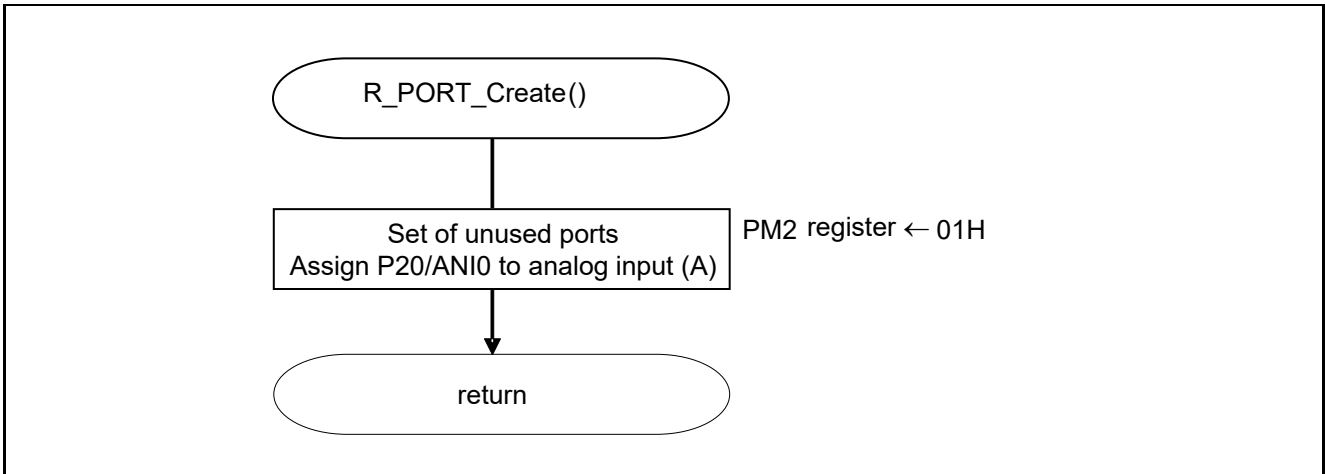 R_PORT_Create()
Set of unused ports
Assign P20/ANI0 to analog input (A)
PM2 register ← 01H
return